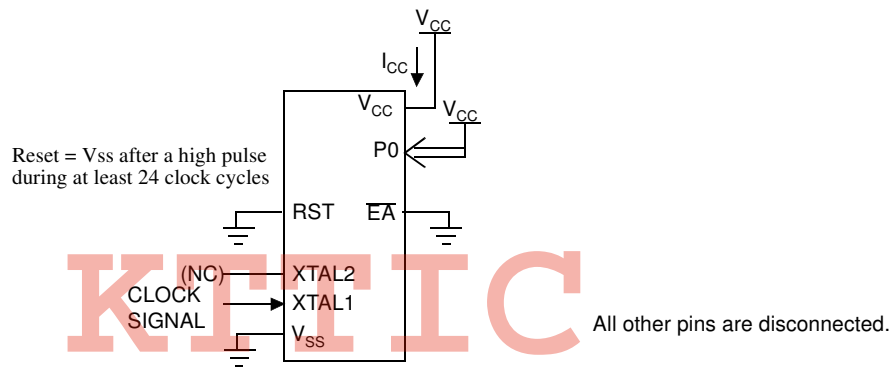 VCC
ICC
VCC
VCC
P0
Reset = Vss after a high pulse
during at least 24 clock cycles
RST
EA
(NC)
XTAL2
CLOCK
SIGNAL
XTAL1
VSS
All other pins are disconnected.
KTTIC